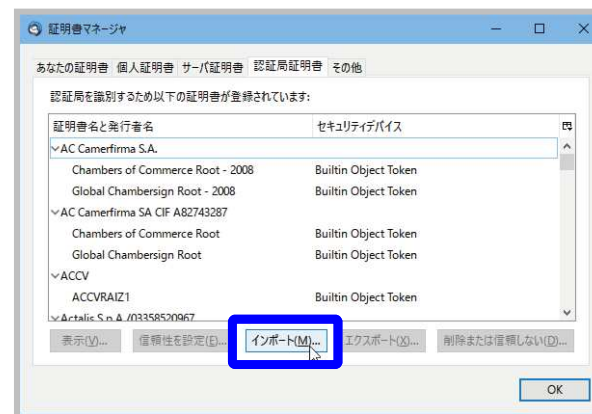 証明書マネージャ
あなたの証明書 個人証明書 サーバ証明書 認証局証明書 その他
認証局を識別するため以下の証明書が登録されています:
証明書名と発行者名 セキュリティデバイス
AC Camerfirma S.A.
Chambers of Commerce Root - 2008 Builtin Object Token
Global Chambersign Root - 2008 Builtin Object Token
AC Camerfirma SA CIF A82743287
Chambers of Commerce Root Builtin Object Token
Global Chambersign Root Builtin Object Token
ACCV
ACCVRAIZ1 Builtin Object Token
Actalis S.p.A./03358520967
表示(V)... 信頼性を設定(E)... インポート(M)... エクスポート(X)... 削除または信頼しない(D)...
OK